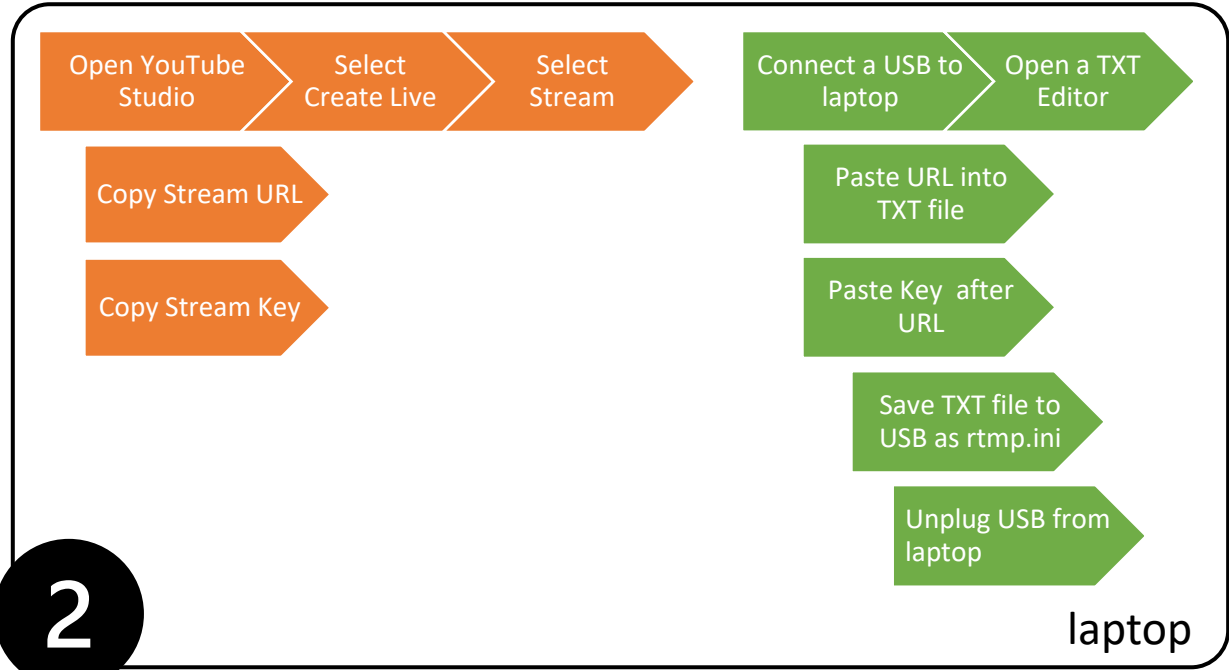 Open YouTube
Studio
Select
Create Live
Select
Stream
Copy Stream URL
Copy Stream Key
Connect a USB to
laptop
Open a TXT
Editor
Paste URL into
TXT file
Paste Key  after
URL
Save TXT file to
USB as rtmp.ini
Unplug USB from
laptop
2
laptop